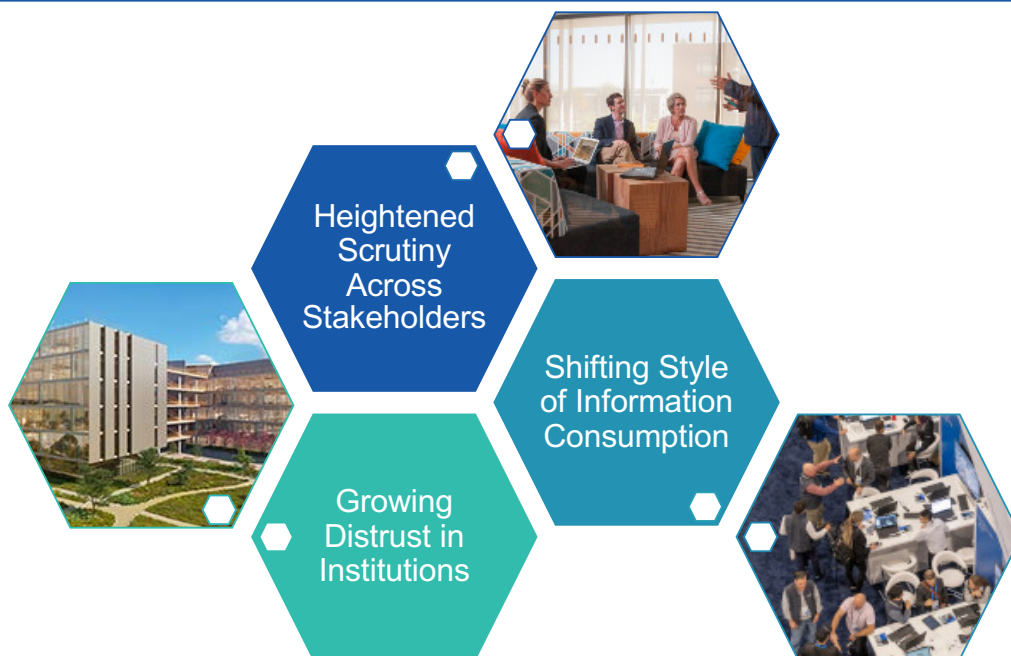 Heightened
Scrutiny
Across
Stakeholders
Shifting Style
of Information
Consumption
Growing
Distrust in
Institutions